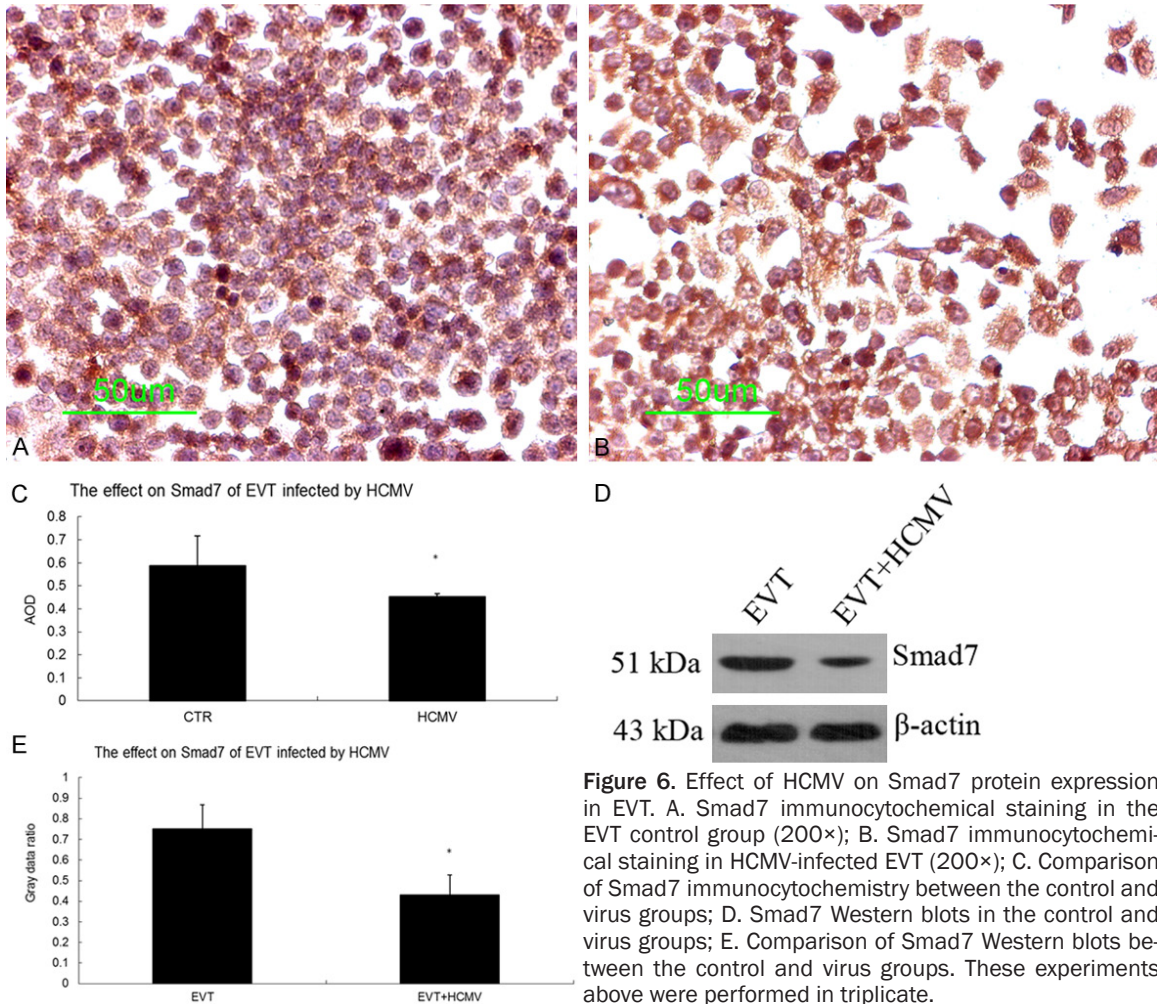 50um
A
50um
B
C
The effect on Smad7 of EVT infected by HCMV
0.8
0.7
0.6
0.5
0.4
0.3
0.2
0.1
0
AOD
*
CTR
HCMV
D
EVT
EVT+HCMV
51 kDa
Smad7
43 kDa
β-actin
E
The effect on Smad7 of EVT infected by HCMV
1
0.9
0.8
0.7
0.6
0.5
0.4
0.3
0.2
0.1
0
Gray data ratio
*
EVT
EVT+HCMV
Figure 6. Effect of HCMV on Smad7 protein expression
in EVT. A. Smad7 immunocytochemical staining in the
EVT control group (200×); B. Smad7 immunocytochemi-
cal staining in HCMV-infected EVT (200×); C. Comparison
of Smad7 immunocytochemistry between the control and
virus groups; D. Smad7 Western blots in the control and
virus groups; E. Comparison of Smad7 Western blots be-
tween the control and virus groups. These experiments
above were performed in triplicate.